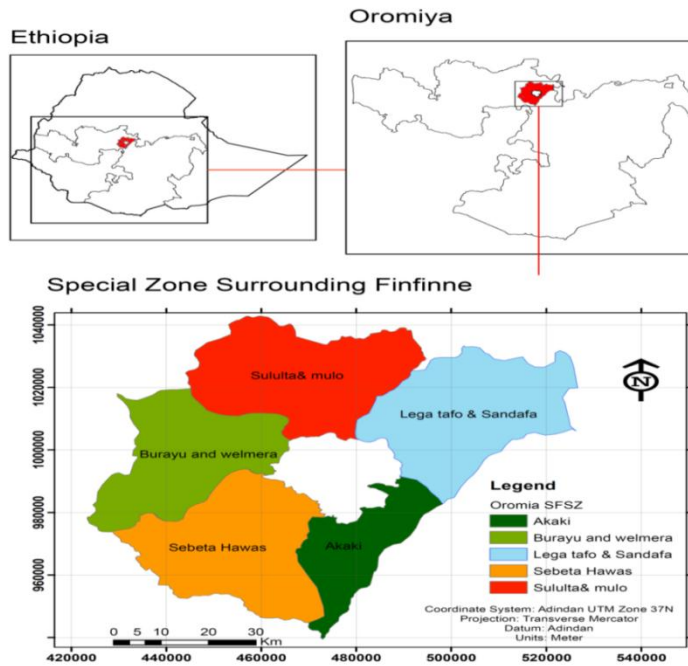 Oromiya
Ethiopia
Special Zone Surrounding Finfinne
1040000
1020000
1000000
980000
960000
Sululta& mulo
Lega tafo & Sandafa
Burayu and welmera
Sebeta Hawas
Akaki
N
Legend
Oromia SFSZ
Akaki
Burayu and welmera
Lega tafo & Sandafa
Sebeta Hawas
Sululta& mulo
Coordinate System: Adindan UTM Zone 37N
Projection: Transverse Mercator
Datum: Adindan
Units: Meter
0 5 10 20 30
Km
420000 440000 460000 480000 500000 520000 540000